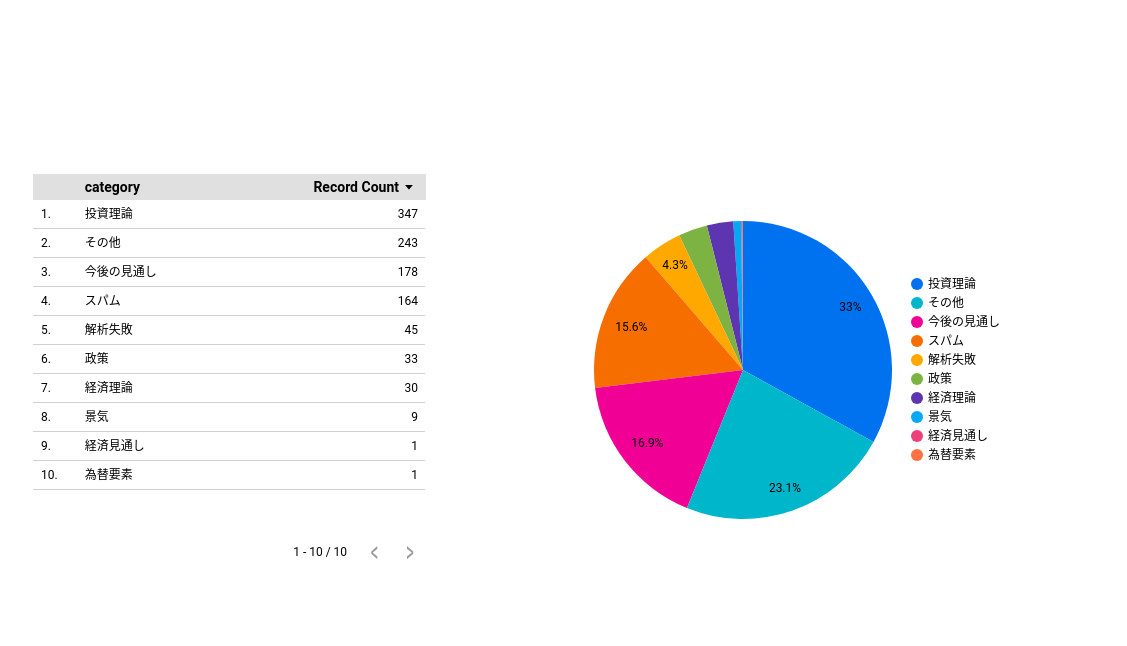 category Record Count
1. 投資理論 347
2. その他 243
3. 今後の見通し 178
4. スパム 164
5. 解析失敗 45
6. 政策 33
7. 経済理論 30
8. 景気 9
9. 経済見通し 1
10. 為替要素 1
1 - 10 / 10
33%
23.1%
16.9%
15.6%
4.3%
投資理論
その他
今後の見通し
スパム
解析失敗
政策
経済理論
景気
経済見通し
為替要素